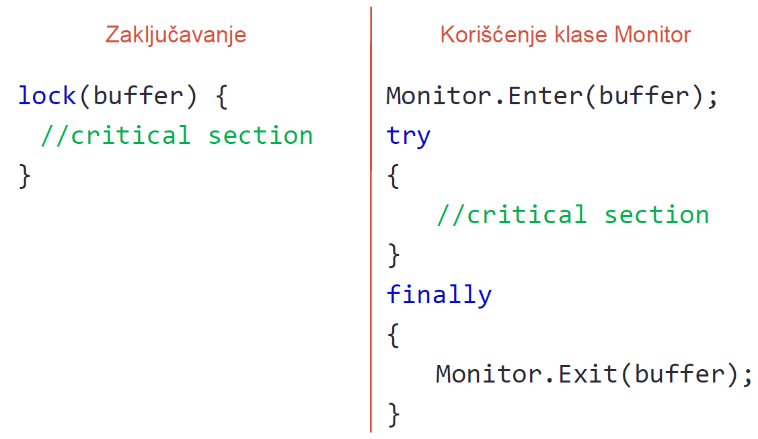 Zaključavanje
lock(buffer) {
//critical section
}
Korišćenje klase Monitor
Monitor.Enter(buffer);
try
{
//critical section
}
finally
{
Monitor.Exit(buffer);
}